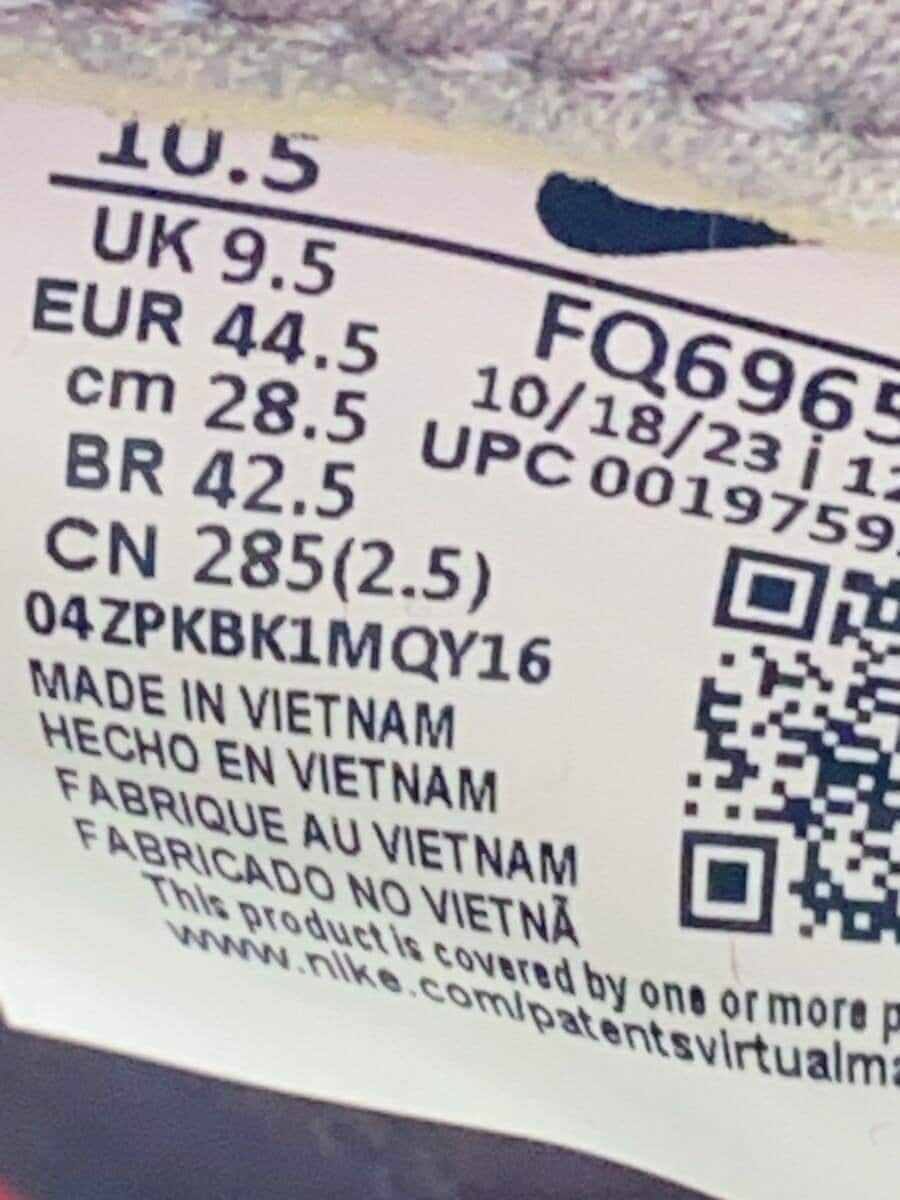 10.5
UK 9.5
EUR 44.5
cm 28.5
BR 42.5
CN 285(2.5)
04ZPKBK1MQY16
MADE IN VIETNAM
HECHO EN VIETNAM
FABRIQUE AU VIETNAM
FABRICADO NO VIETNÃ
This product is covered by one or more p
www.nike.com/patentsvirtualma
FQ6965
10/18/23 | 12
UPC 0019759